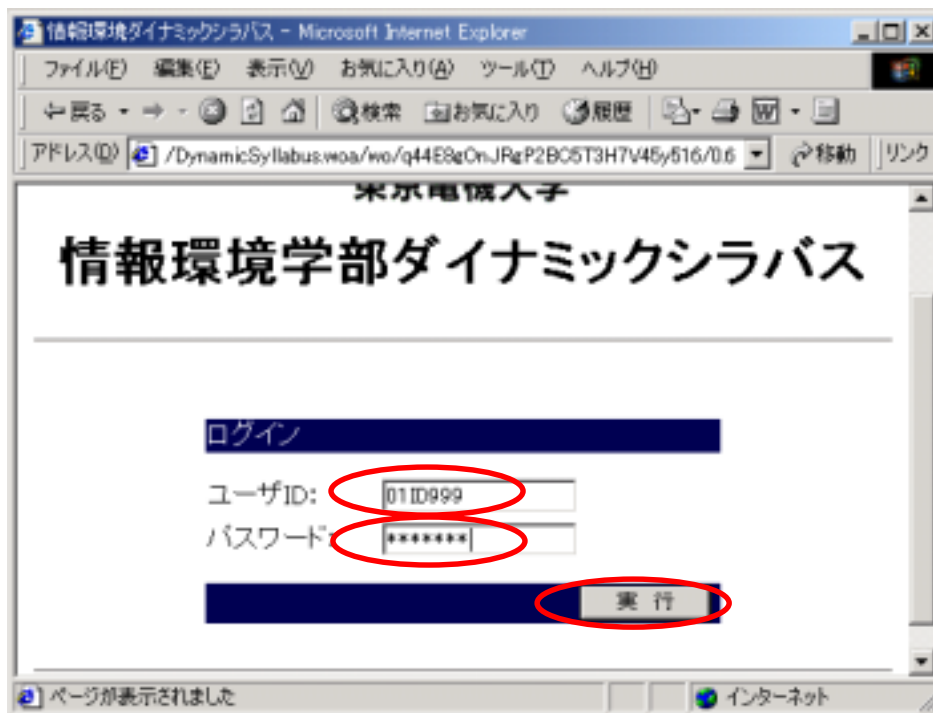 情報環境ダイナミックシラバス - Microsoft Internet Explorer
ファイル(F) 編集(E) 表示(V) お気に入り(A) ツール(T) ヘルプ(H)
戻る 検索 お気に入り 履歴
アドレス(D) /DynamicSyllabus.woa/wo/q44E8gOnJRgP2BC5T3H7V45y516/0.6 移動 リンク
東京電機大学
情報環境学部ダイナミックシラバス
ログイン
ユーザID: 01ID999
パスワード: *******
実 行
ページが表示されました インターネット